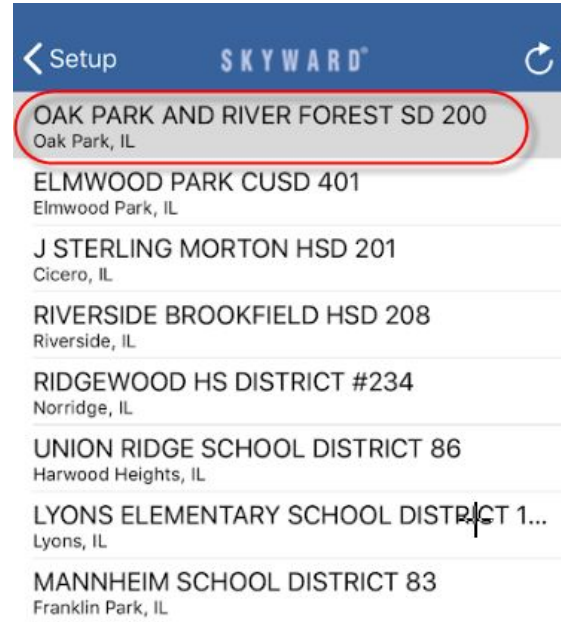 Setup
SKYWARD®
OAK PARK AND RIVER FOREST SD 200
Oak Park, IL
ELMWOOD PARK CUSD 401
Elmwood Park, IL
J STERLING MORTON HSD 201
Cicero, IL
RIVERSIDE BROOKFIELD HSD 208
Riverside, IL
RIDGEWOOD HS DISTRICT #234
Norridge, IL
UNION RIDGE SCHOOL DISTRICT 86
Harwood Heights, IL
LYONS ELEMENTARY SCHOOL DISTRICT 1...
Lyons, IL
MANNHEIM SCHOOL DISTRICT 83
Franklin Park, IL